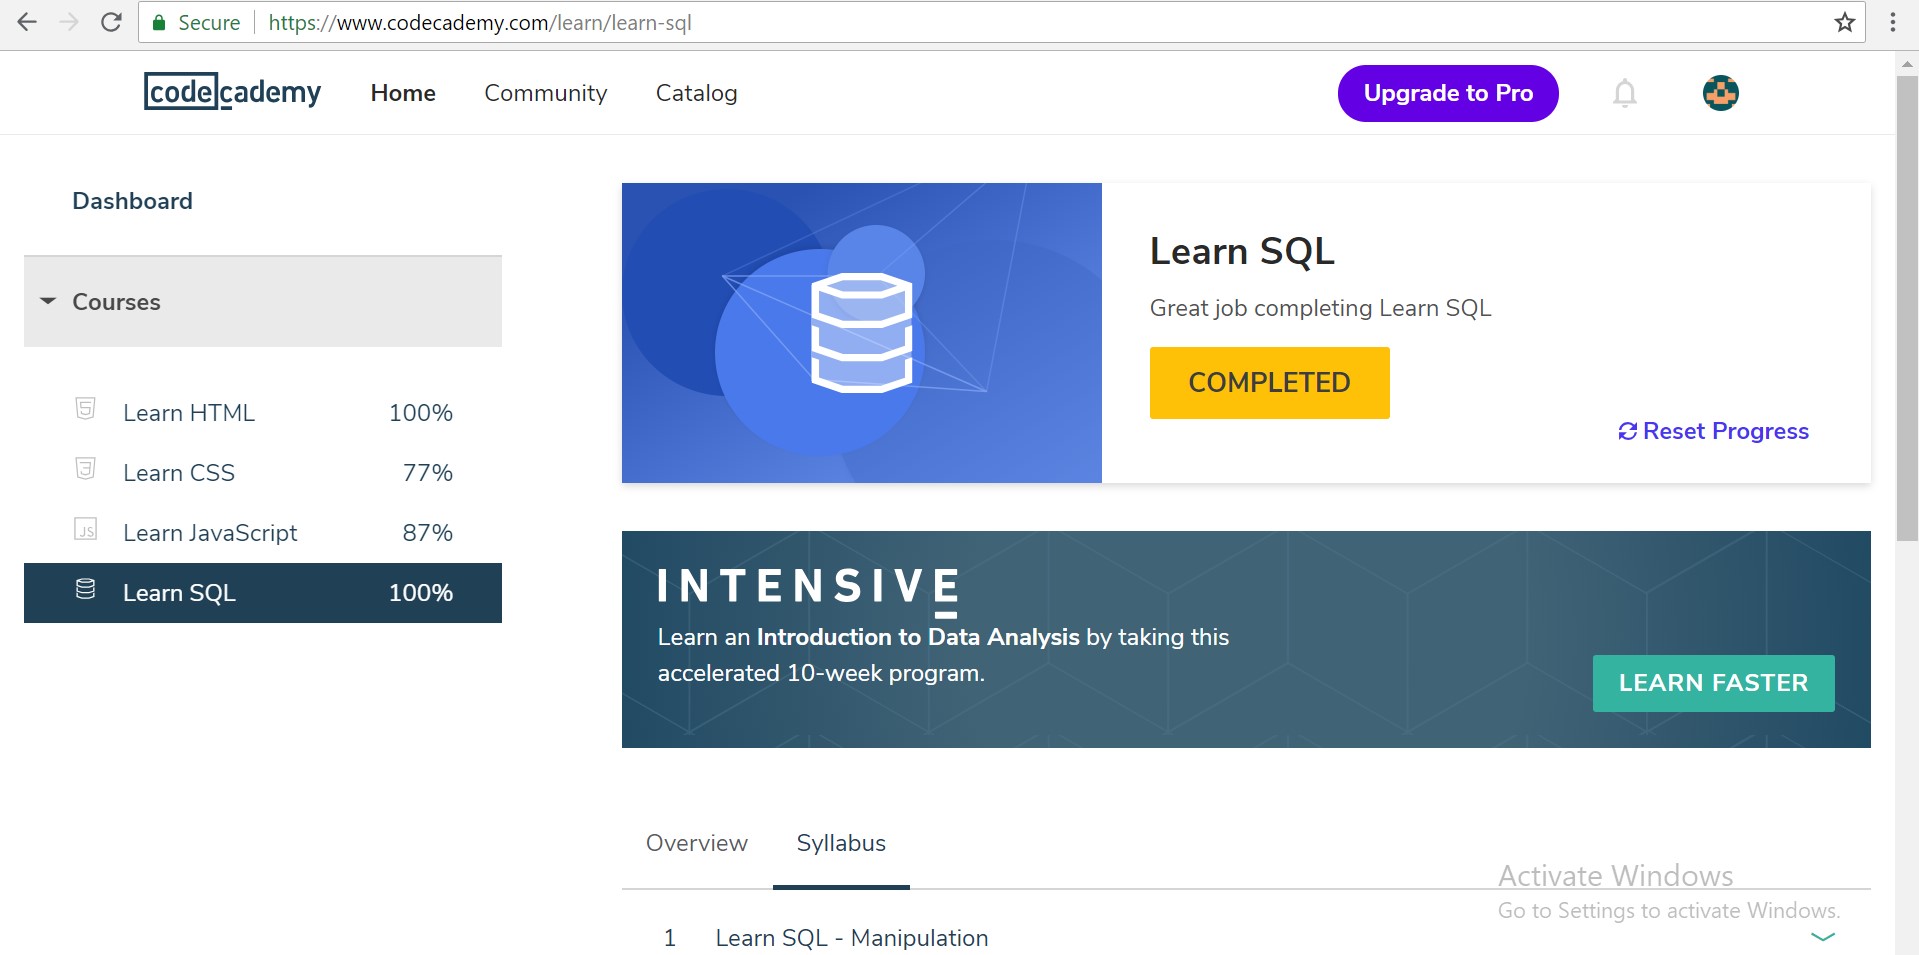 Secure https://www.codecademy.com/learn/learn-sql
codecademy Home Community Catalog Upgrade to Pro
Dashboard
Courses
Learn HTML 100%
Learn CSS 77%
JS Learn JavaScript 87%
Learn SQL 100%
Learn SQL
Great job completing Learn SQL
COMPLETED
Reset Progress
INTENSIVE
Learn an Introduction to Data Analysis by taking this
accelerated 10-week program.
LEARN FASTER
Overview Syllabus
1 Learn SQL - Manipulation
Activate Windows
Go to Settings to activate Windows.